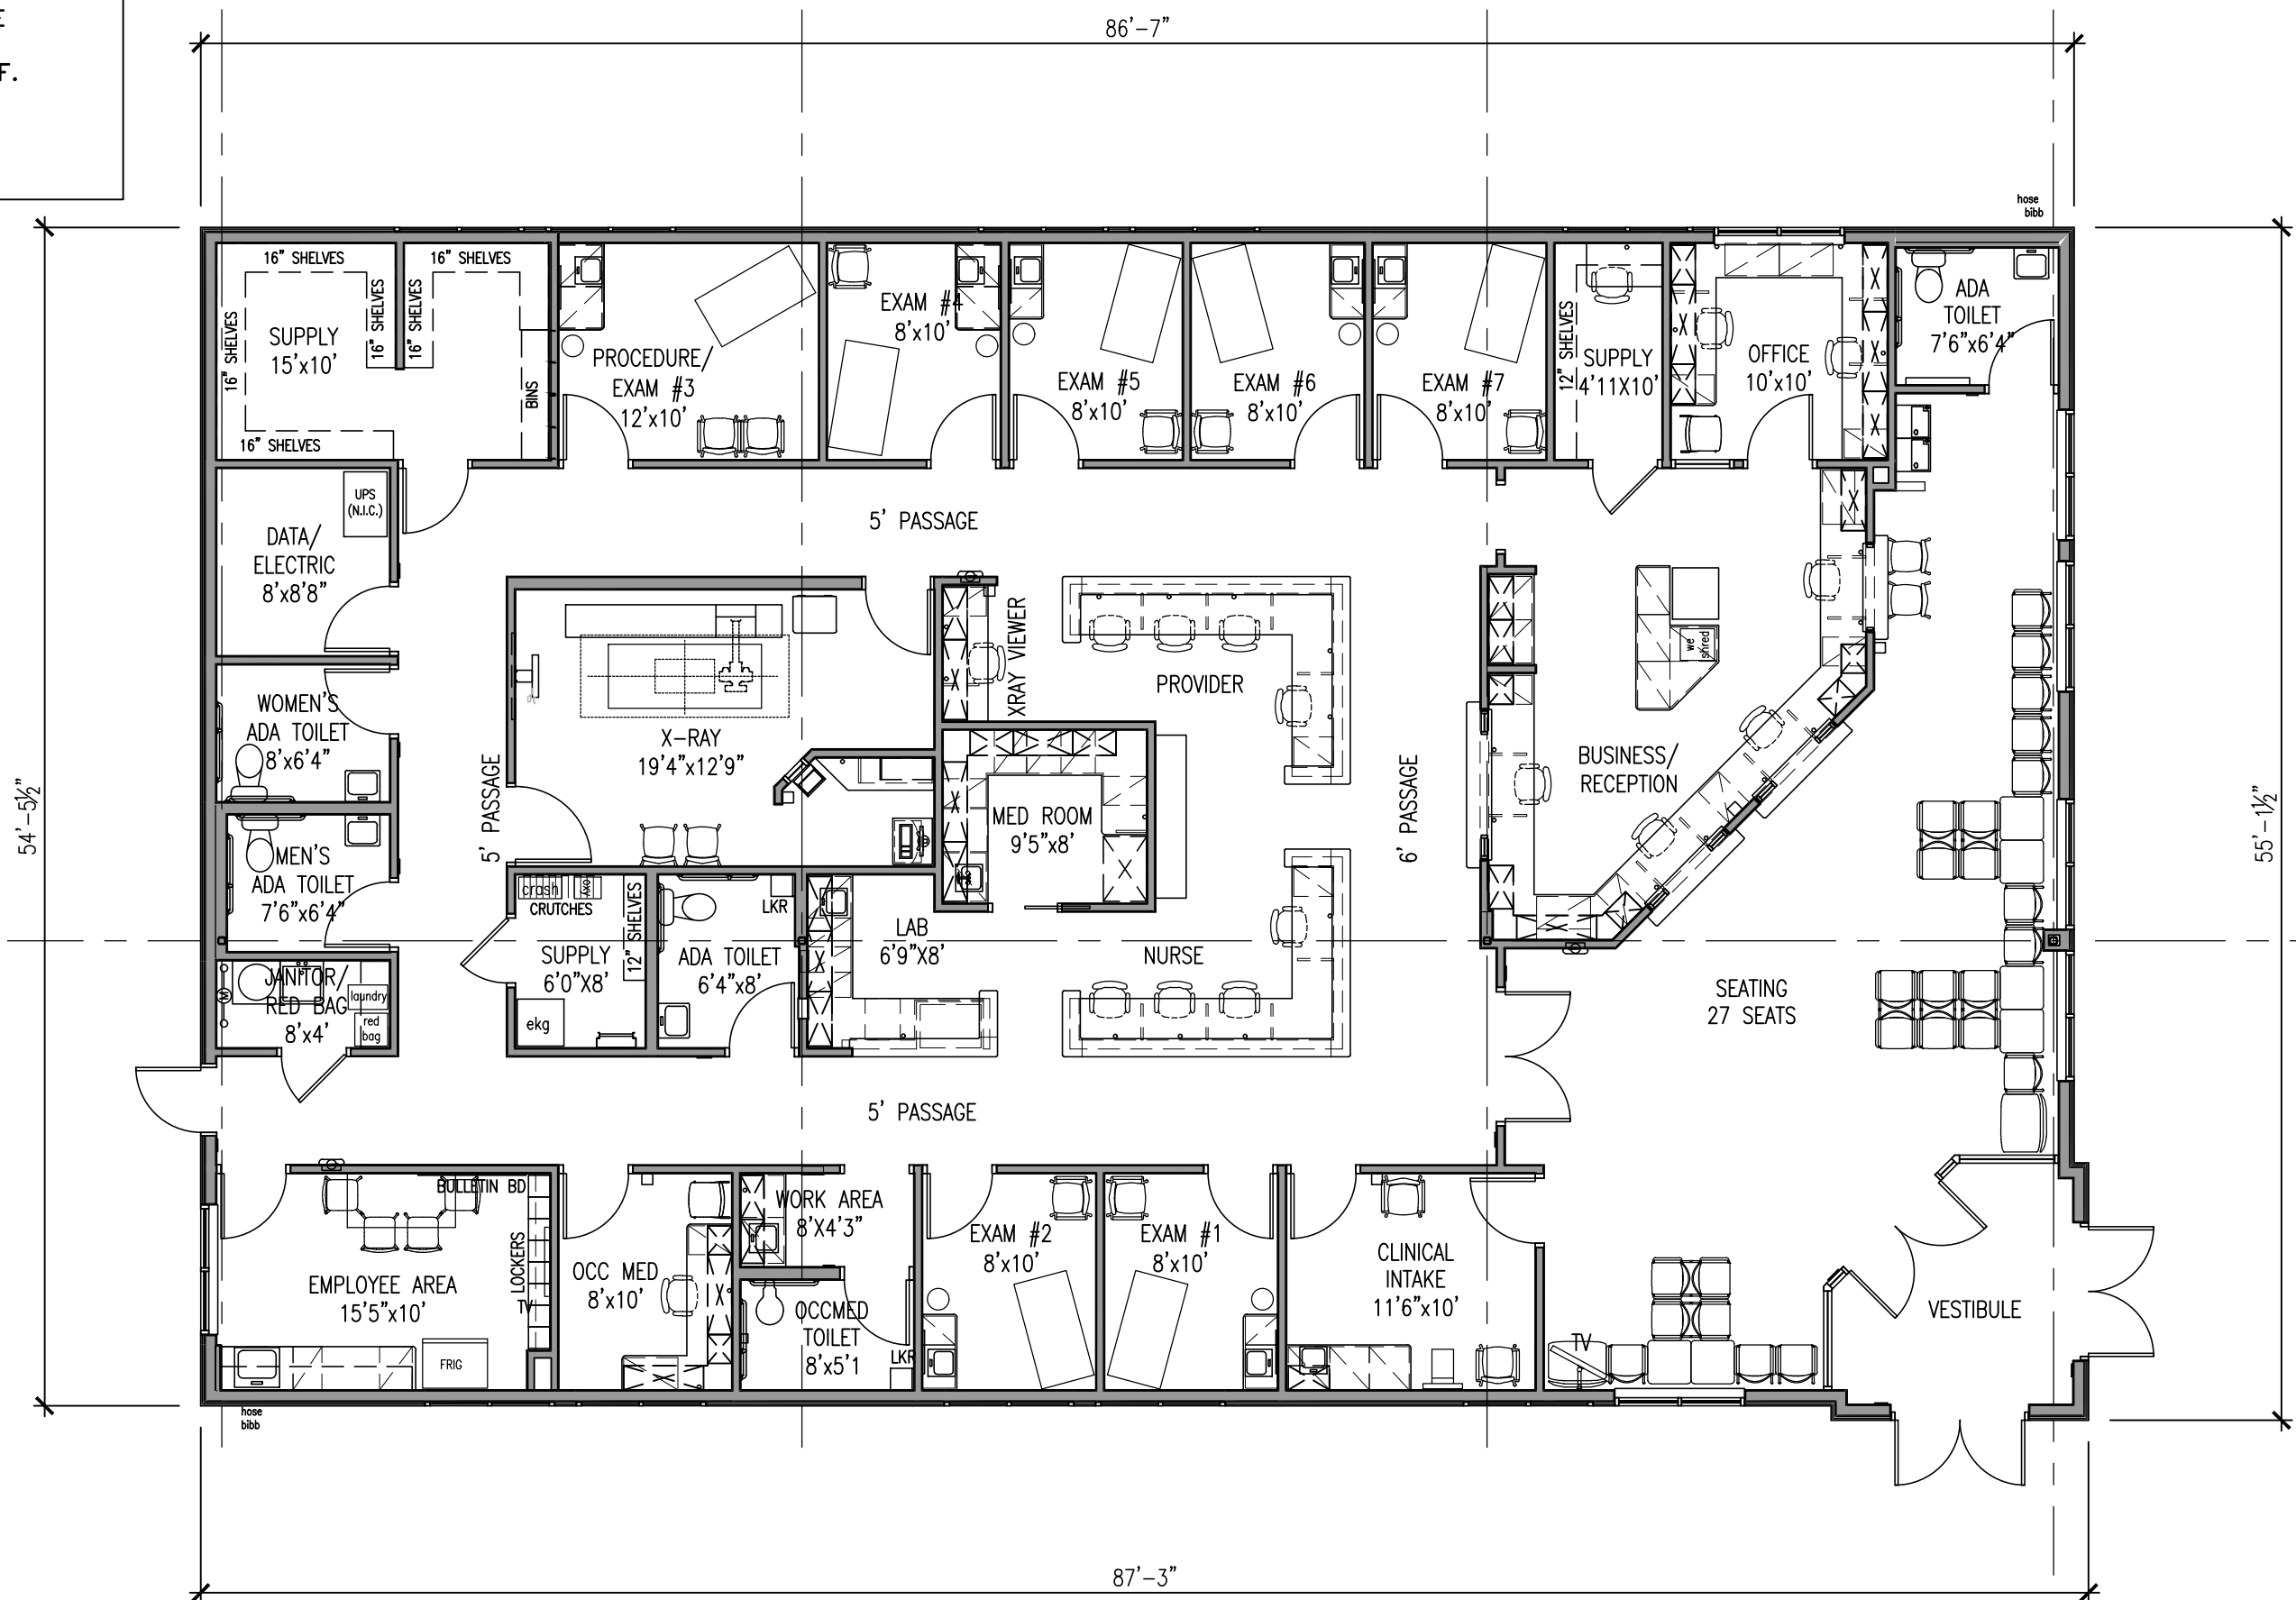 E
F.
86'-7"
hose
bibb
16" SHELVES
16" SHELVES
16" SHELVES
16" SHELVES
16" SHELVES
16" SHELVES
BINS
SUPPLY
15'x10'
PROCEDURE/
EXAM #3
12'x10'
EXAM #4
8'x10'
EXAM #5
8'x10'
EXAM #6
8'x10'
EXAM #7
8'x10'
12" SHELVES
SUPPLY
4'11X10'
OFFICE
10'x10'
ADA
TOILET
7'6"x6'4"
UPS
(N.I.C.)
DATA/
ELECTRIC
8'x8'8"
5' PASSAGE
WOMEN'S
ADA TOILET
8'x6'4"
5' PASSAGE
X-RAY
19'4"x12'9"
XRAY VIEWER
PROVIDER
6' PASSAGE
we
shred
BUSINESS/
RECEPTION
54'-5½"
55'-1½"
MED ROOM
9'5"x8'
MEN'S
ADA TOILET
7'6"x6'4"
crash
oxy
CRUTCHES
12" SHELVES
SUPPLY
6'0"X8'
ekg
LKR
ADA TOILET
6'4"x8'
LAB
6'9"X8'
NURSE
SEATING
27 SEATS
M
JANITOR/
RED BAG
8'x4'
laundry
red
bag
5' PASSAGE
BULLETIN BD
LOCKERS
TV
EMPLOYEE AREA
15'5"x10'
FRIG
OCC MED
8'x10'
WORK AREA
8'X4'3"
OCCMED
TOILET
8'x5'1
LKR
EXAM #2
8'x10'
EXAM #1
8'x10'
CLINICAL
INTAKE
11'6"x10'
TV
VESTIBULE
hose
bibb
87'-3"